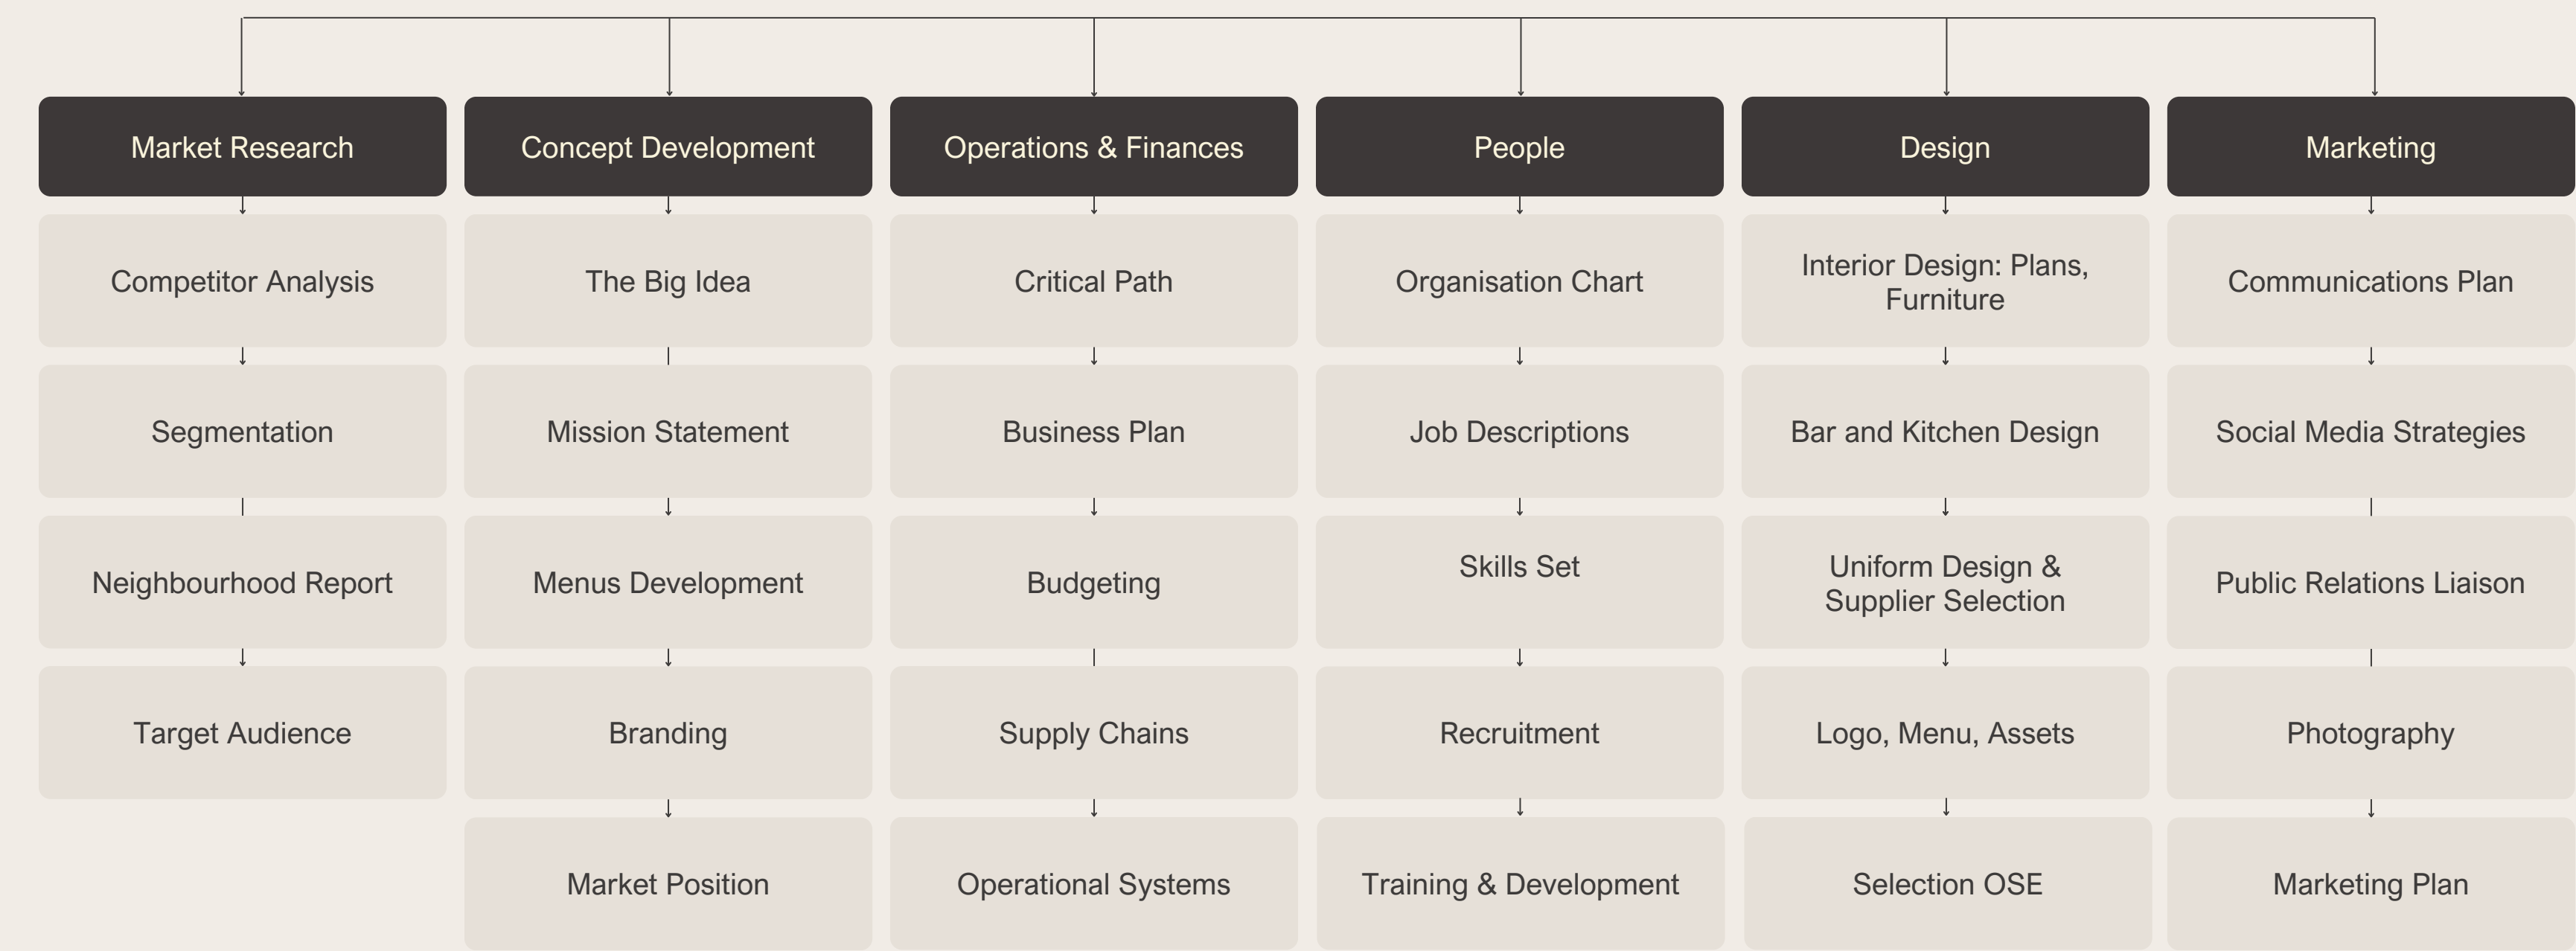 Market Research
Concept Development
Operations & Finances
People
Design
Marketing
Competitor Analysis
The Big Idea
Critical Path
Organisation Chart
Interior Design: Plans,
Furniture
Communications Plan
Segmentation
Mission Statement
Business Plan
Job Descriptions
Bar and Kitchen Design
Social Media Strategies
Neighbourhood Report
Menus Development
Budgeting
Skills Set
Uniform Design &
Supplier Selection
Public Relations Liaison
Target Audience
Branding
Supply Chains
Recruitment
Logo, Menu, Assets
Photography
Market Position
Operational Systems
Training & Development
Selection OSE
Marketing Plan